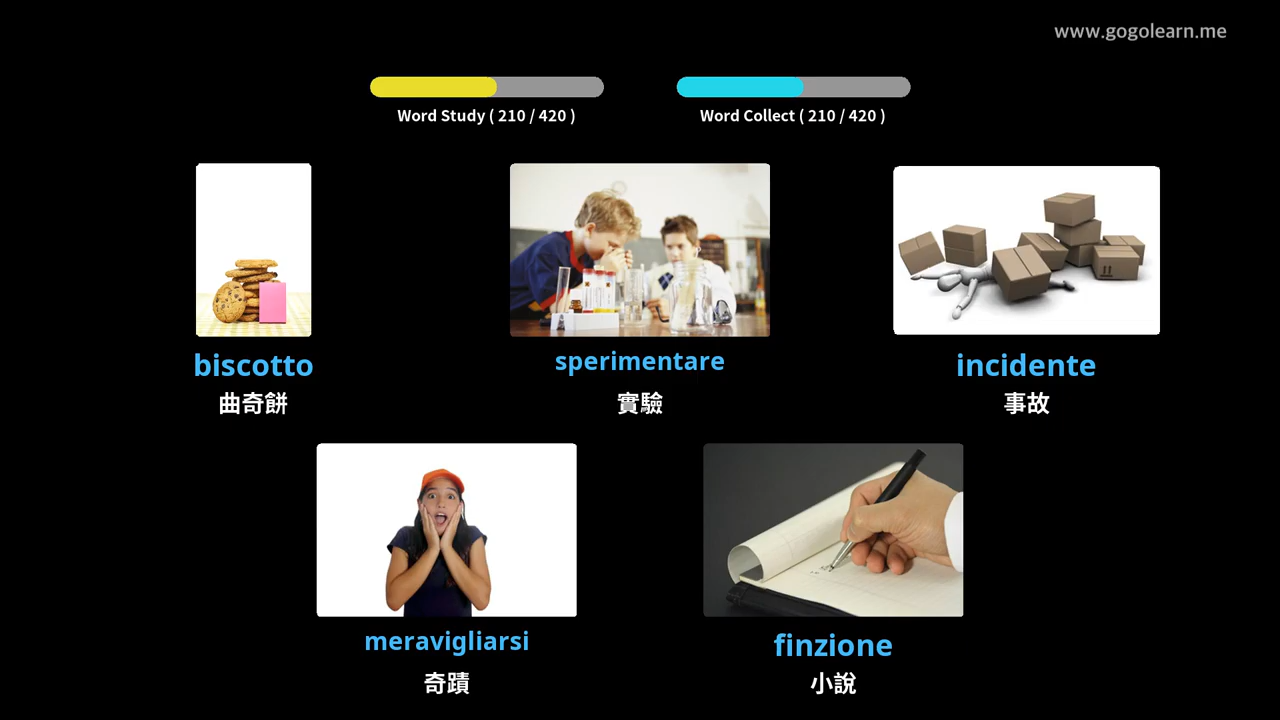 www.gogolearn.me
Word Study ( 210 / 420 )
Word Collect ( 210 / 420 )
biscotto
曲奇餅
sperimentare
實驗
incidente
事故
meravigliarsi
奇蹟
finzione
小說